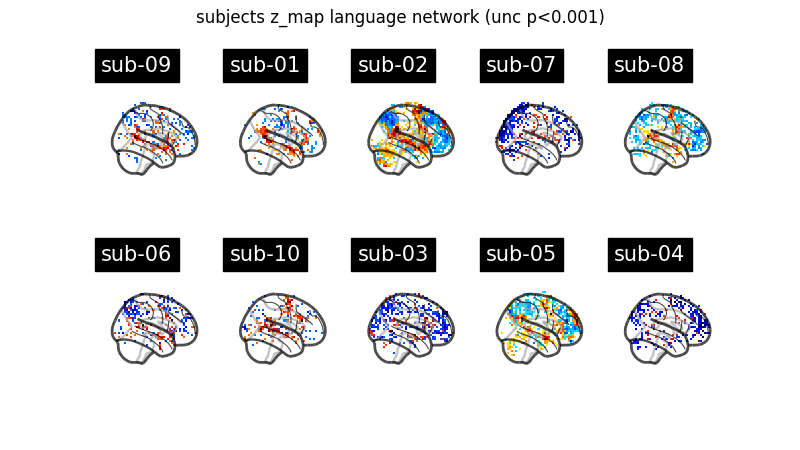 subjects z_map language network (unc p<0.001)
sub-09 sub-01 sub-02 sub-07 sub-08
sub-06 sub-10 sub-03 sub-05 sub-04